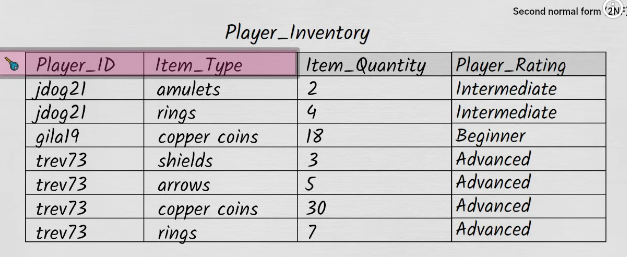 Second normal form (2NF)
Player_Inventory
Player_ID Item_Type Item_Quantity Player_Rating
jdog21 amulets 2 Intermediate
jdog21 rings 4 Intermediate
gila19 copper coins 18 Beginner
trev73 shields 3 Advanced
trev73 arrows 5 Advanced
trev73 copper coins 30 Advanced
trev73 rings 7 Advanced